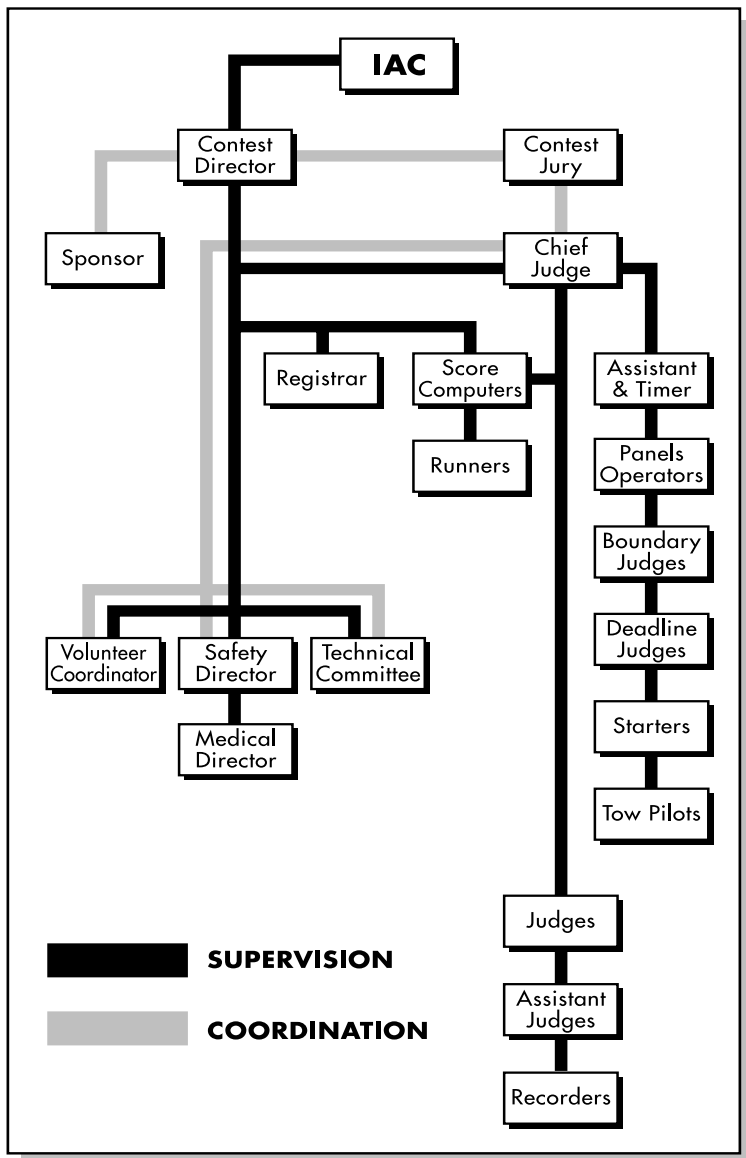 IAC
Contest
Director
Contest
Jury
Sponsor
Chief
Judge
Registrar
Score
Computers
Assistant
& Timer
Runners
Panels
Operators
Boundary
Judges
Volunteer
Coordinator
Safety
Director
Technical
Committee
Deadline
Judges
Medical
Director
Starters
Tow Pilots
Judges
SUPERVISION
Assistant
Judges
COORDINATION
Recorders